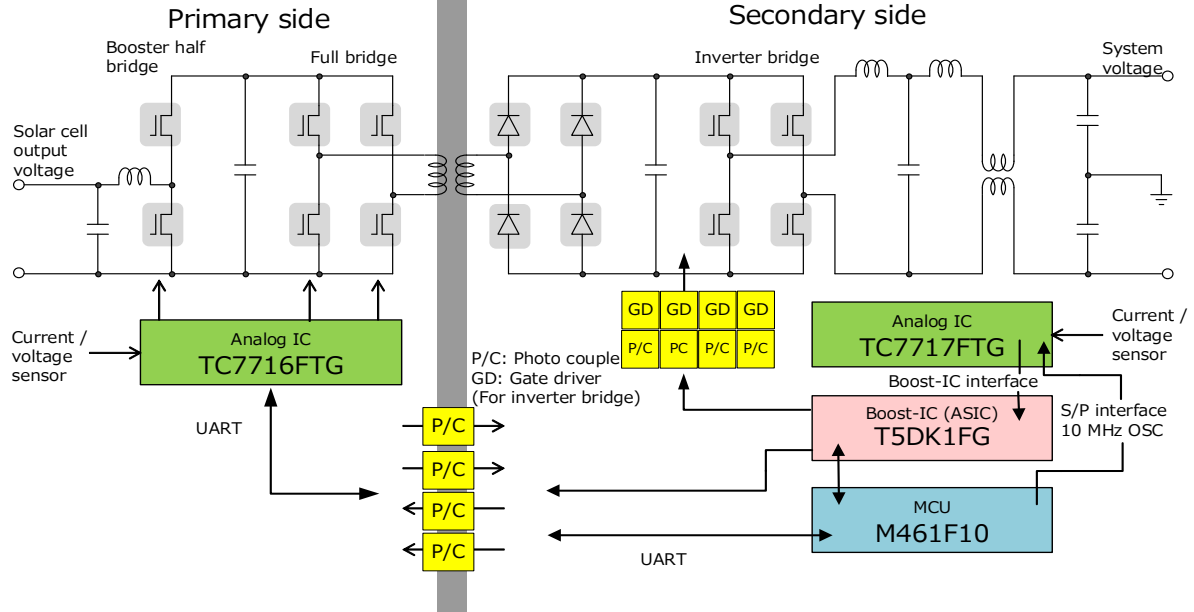 Primary side
Secondary side
Booster half
bridge
Full bridge
Inverter bridge
System
voltage
Solar cell
output
voltage
GD
GD
GD
GD
P/C
PC
P/C
P/C
Analog IC
TC7716FTG
Current /
voltage
sensor
Analog IC
TC7717FTG
Current /
voltage
sensor
P/C: Photo couple
GD: Gate driver
(For inverter bridge)
Boost-IC interface
UART
P/C
P/C
P/C
P/C
Boost-IC (ASIC)
T5DK1FG
S/P interface
10 MHz OSC
MCU
M461F10
UART